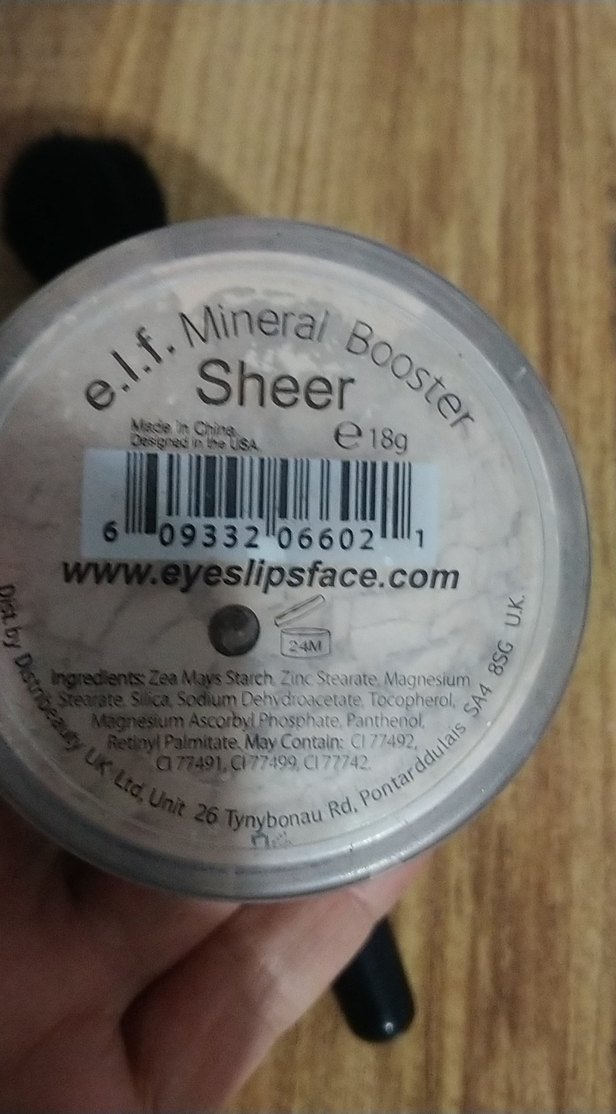 e.l.f. Mineral Booster
Sheer
Made in China
Designed in the USA
℮ 18g
6 09332 06602 1
www.eyeslipsface.com
24M
Ingredients: Zea Mays Starch, Zinc Stearate, Magnesium
Stearate, Silica, Sodium Dehydroacetate, Tocopherol,
Magnesium Ascorbyl Phosphate, Panthenol,
Retinyl Palmitate. May Contain: CI 77492,
CI 77491, CI 77499, CI 77742.
Dist. by Distribeauty UK Ltd, Unit 26 Tynybonau Rd, Pontarddulais SA4 8SG U.K.